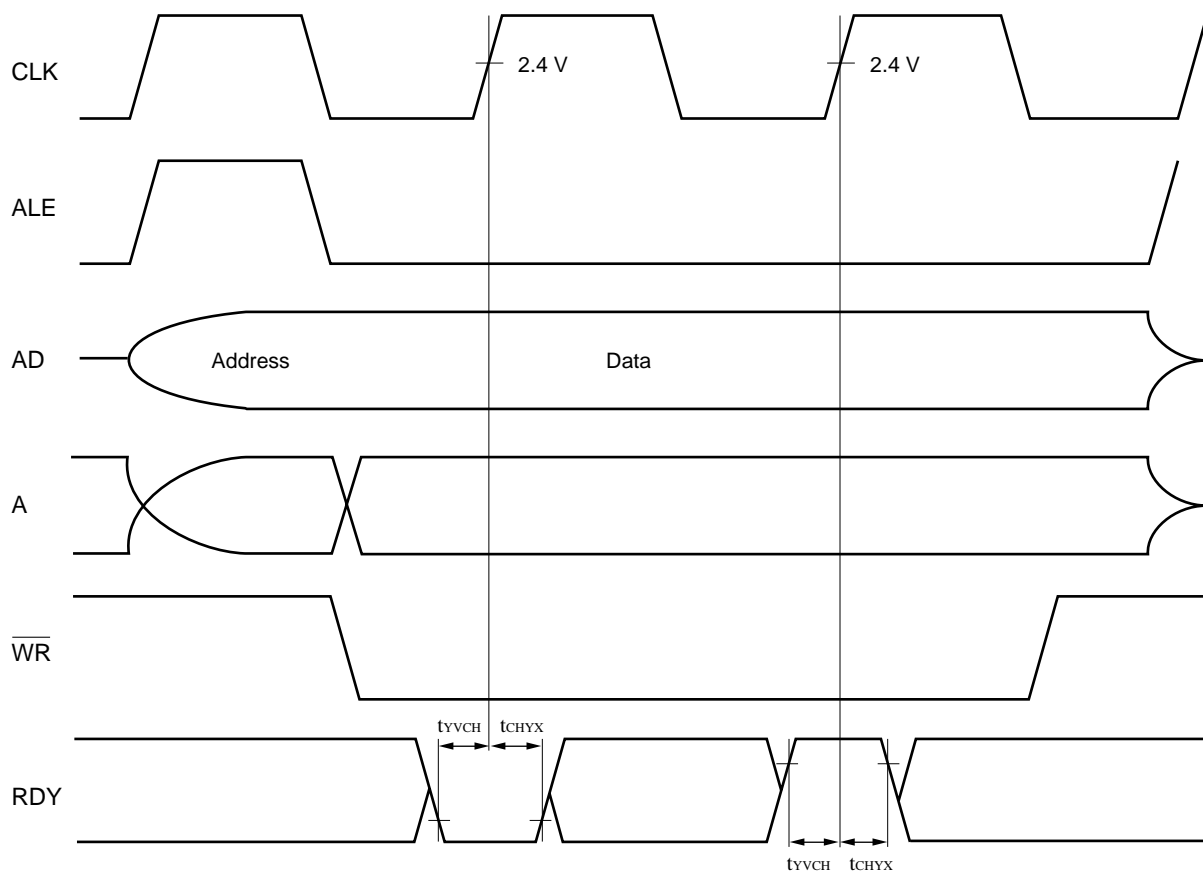 CLK
2.4 V
2.4 V
ALE
AD
Address
Data
A
WR
tYVCH
tCHYX
RDY
tYVCH
tCHYX